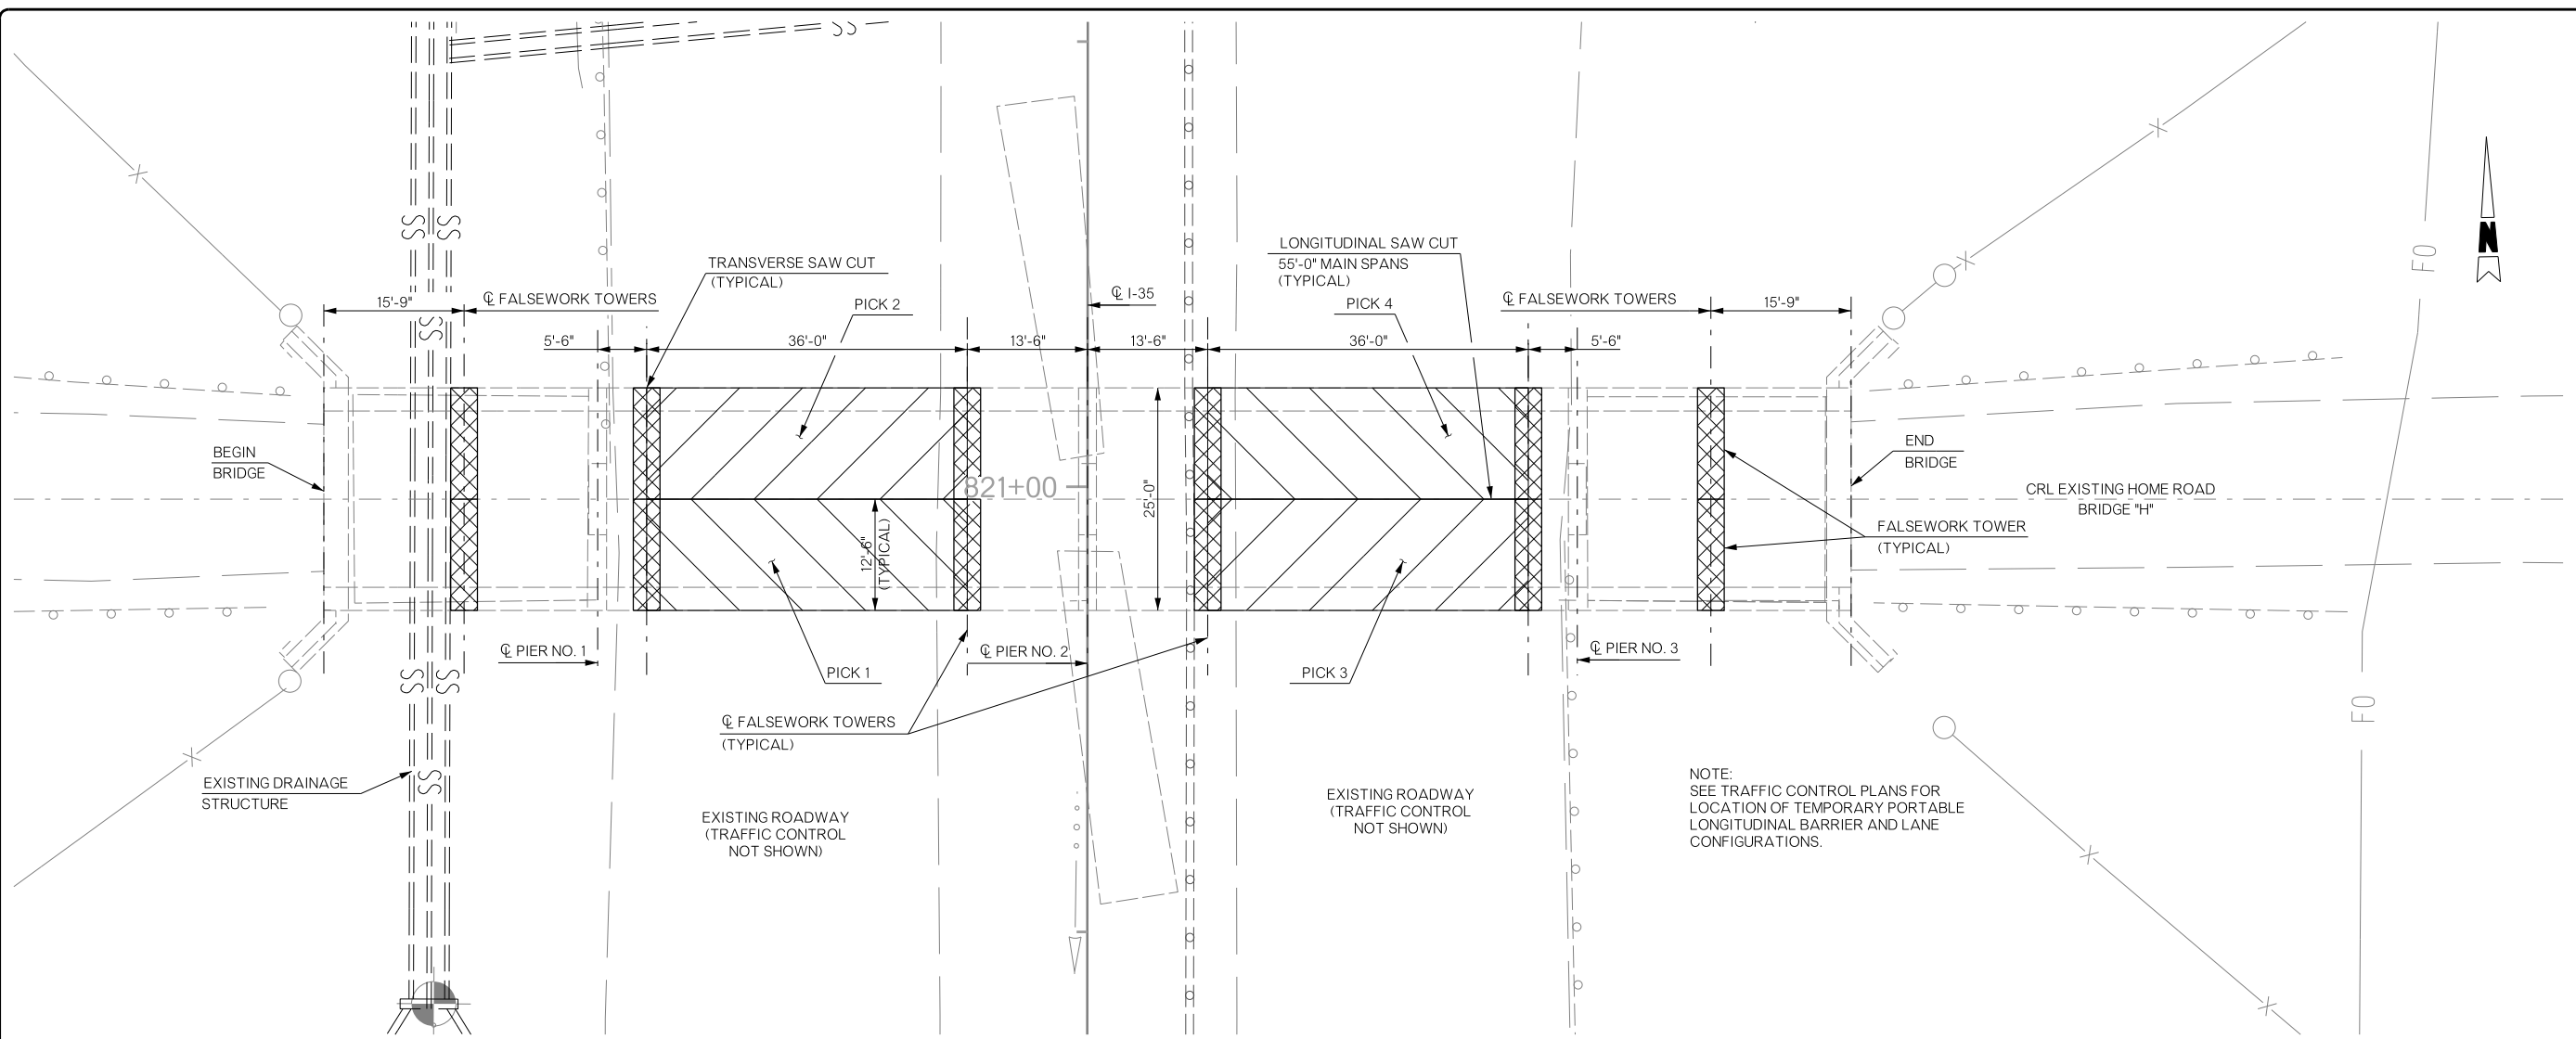 SS
SS
SS
SS
TRANSVERSE SAW CUT
(TYPICAL)
LONGITUDINAL SAW CUT
55'-0" MAIN SPANS
(TYPICAL)
FO
N
15'-9"
℄ FALSEWORK TOWERS
PICK 2
℄ I-35
PICK 4
℄ FALSEWORK TOWERS
15'-9"
SS
5'-6"
36'-0"
13'-6"
13'-6"
36'-0"
5'-6"
BEGIN
BRIDGE
END
BRIDGE
821+00
25'-0"
12'-6"
(TYPICAL)
CRL EXISTING HOME ROAD
BRIDGE "H"
FALSEWORK TOWER
(TYPICAL)
℄ PIER NO. 1
℄ PIER NO. 2
℄ PIER NO. 3
SS
SS
PICK 1
PICK 3
FO
℄ FALSEWORK TOWERS
(TYPICAL)
EXISTING DRAINAGE
STRUCTURE
SS
EXISTING ROADWAY
(TRAFFIC CONTROL
NOT SHOWN)
EXISTING ROADWAY
(TRAFFIC CONTROL
NOT SHOWN)
NOTE:
SEE TRAFFIC CONTROL PLANS FOR
LOCATION OF TEMPORARY PORTABLE
LONGITUDINAL BARRIER AND LANE
CONFIGURATIONS.